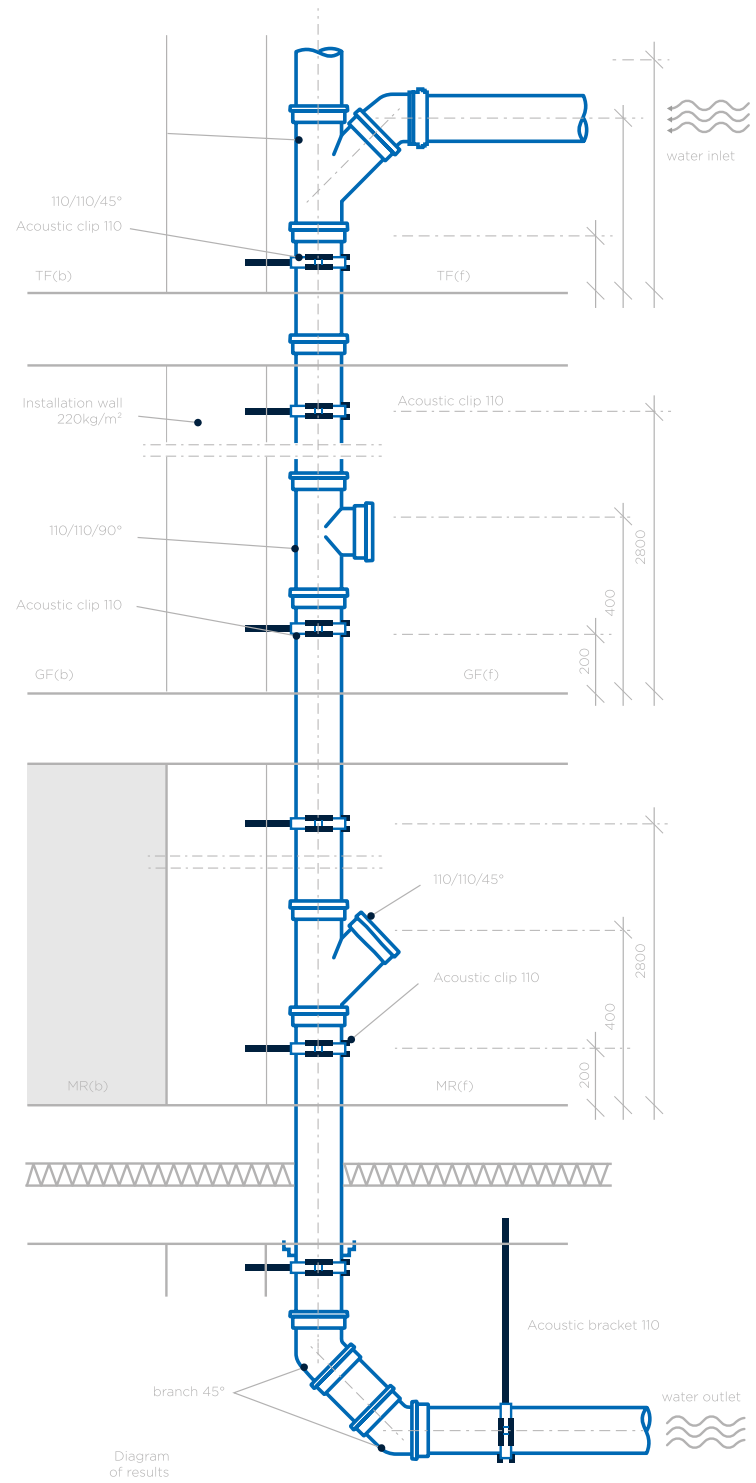 water inlet
110/110/45°
Acoustic clip 110
TF(b)
TF(f)
Installation wall
220kg/m²
Acoustic clip 110
110/110/90°
2800
400
Acoustic clip 110
200
GF(b)
GF(f)
110/110/45°
Acoustic clip 110
2800
400
200
MR(b)
MR(f)
Acoustic bracket 110
branch 45°
water outlet
Diagram
of results